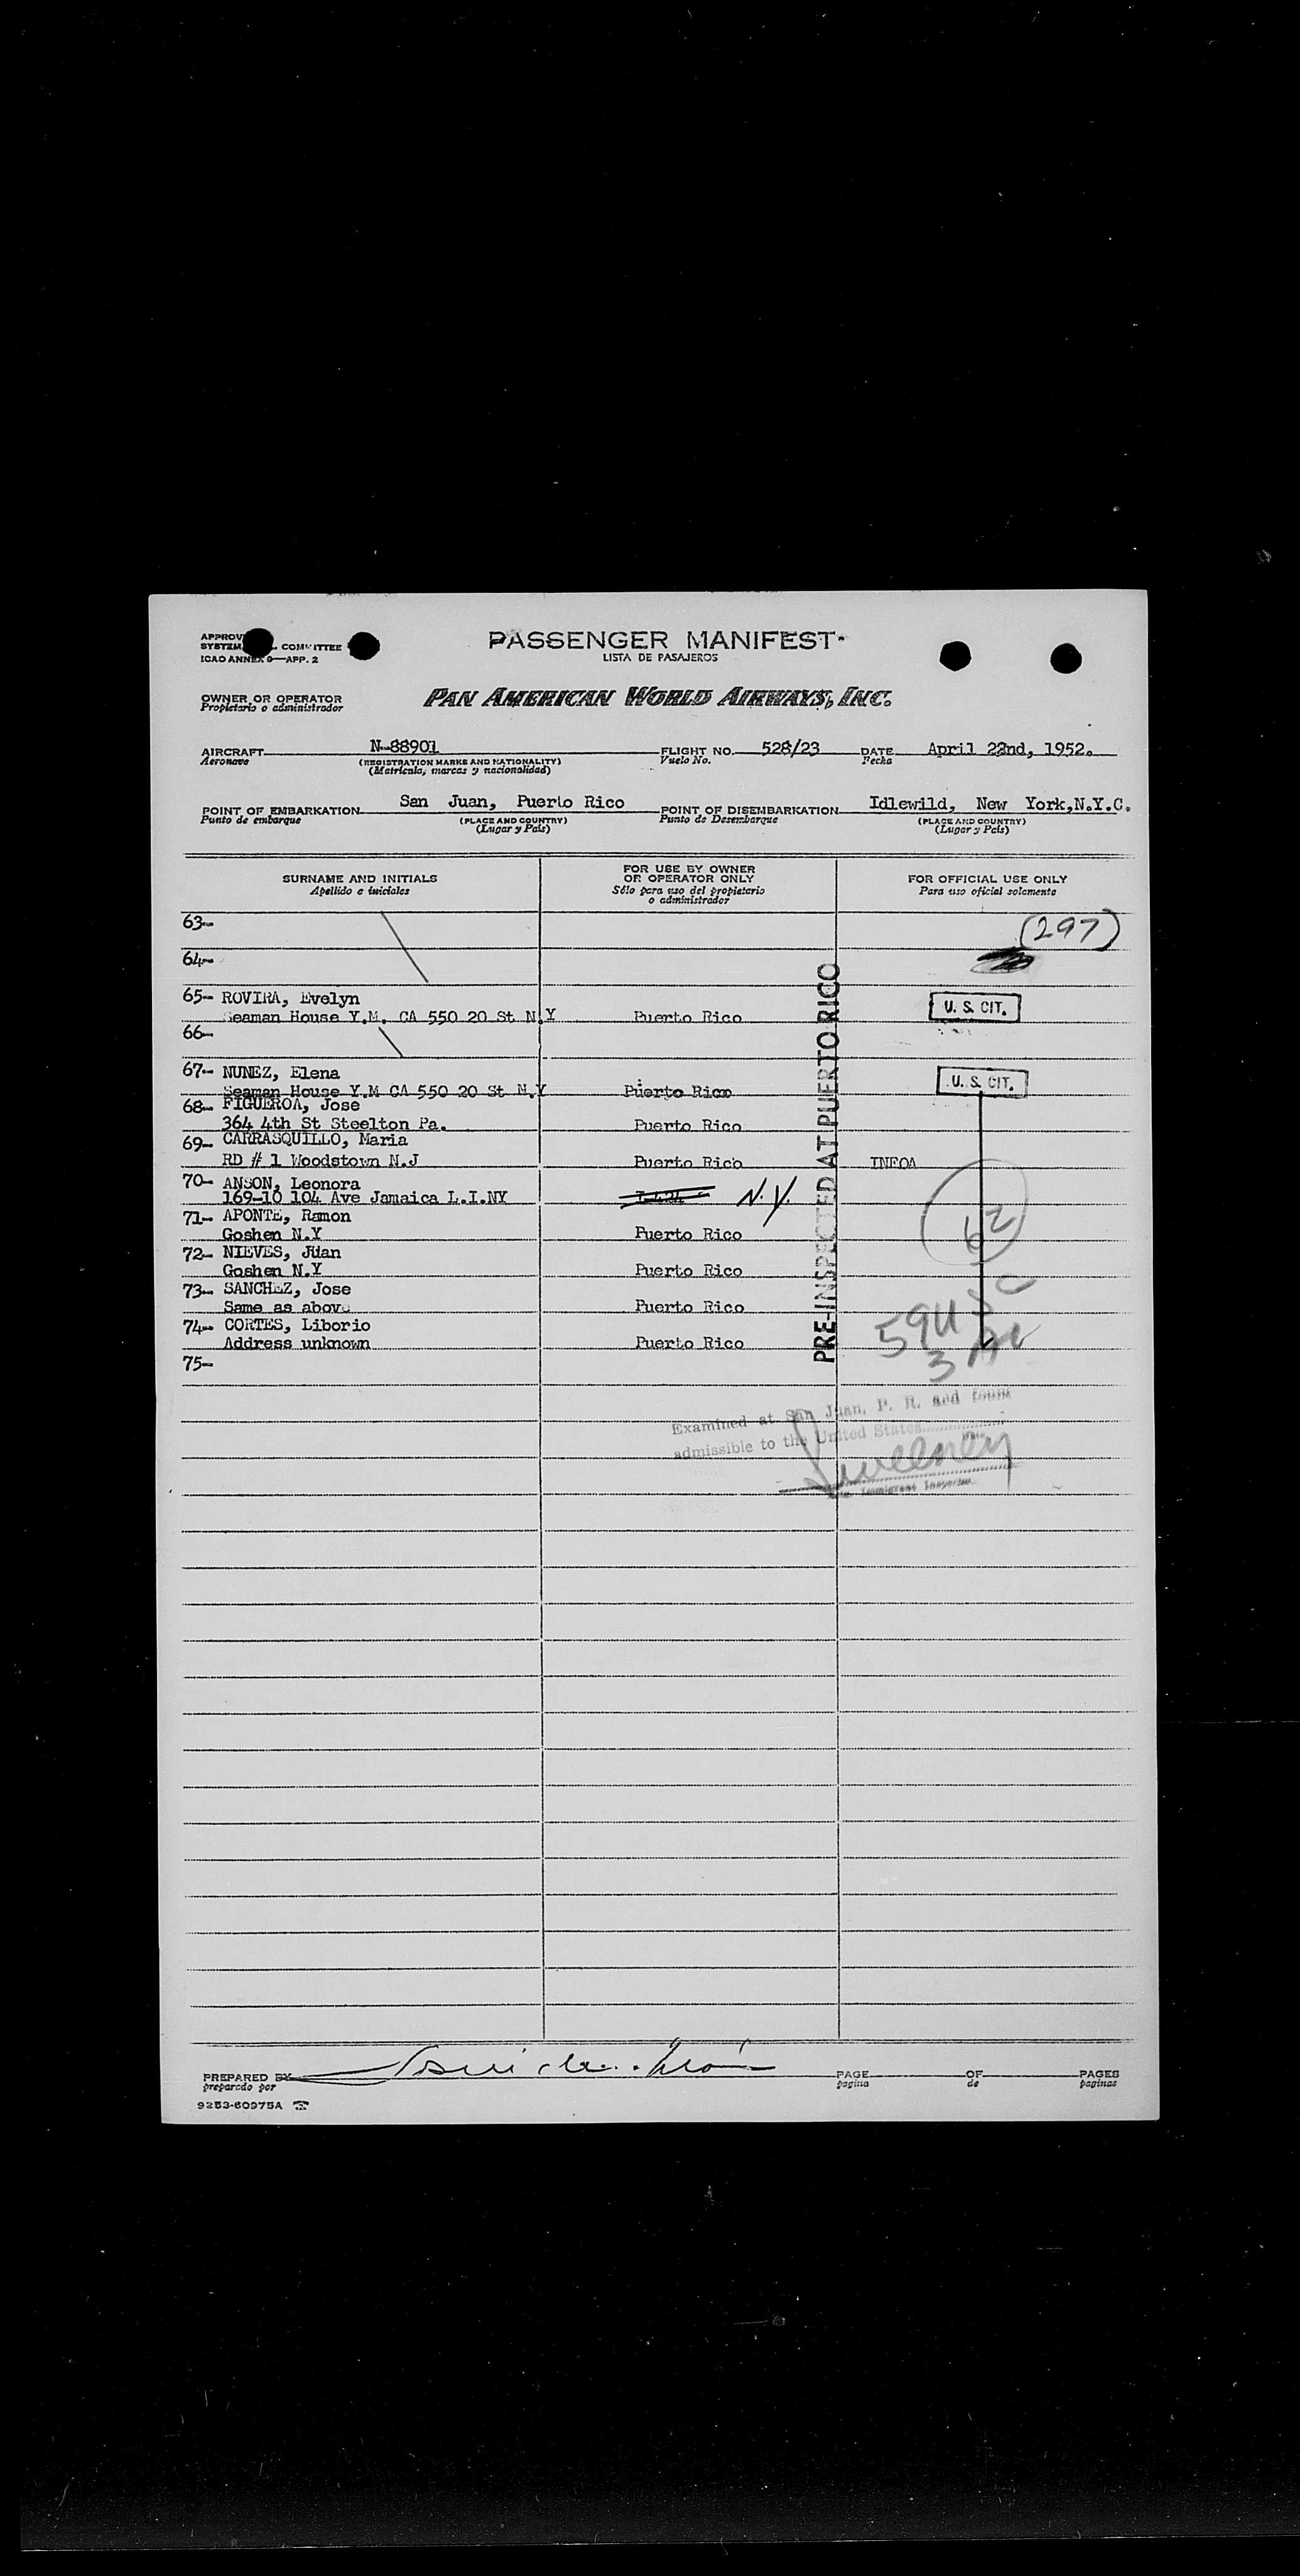 PASSENGER MANIFEST
LISTA DE PASAJEROS
COMMITTEE
ICAO ANNEX 9—APP. 2
OWNER OR OPERATOR
Propietario o administrador
PAN AMERICAN WORLD AIRWAYS, INC.
AIRCRAFT N-88901 FLIGHT NO. 528/23 DATE April 22nd, 1952.
Aeronave (REGISTRATION MARKS AND NATIONALITY) Vuelo No. Fecha
(Matrícula, marcas y nacionalidad)
POINT OF EMBARKATION San Juan, Puerto Rico POINT OF DISEMBARKATION Idlewild, New York,N.Y.C.
Punto de embarque (PLACE AND COUNTRY) Punto de Desembarque (PLACE AND COUNTRY)
(Lugar y País) (Lugar y País)
SURNAME AND INITIALS
Apellido e iniciales
FOR USE BY OWNER
OR OPERATOR ONLY
Sólo para uso del propietario
o administrador
FOR OFFICIAL USE ONLY
Para uso oficial solamente
63-
(297)
64-
65- ROVIRA, Evelyn U. S. CIT.
Seaman House Y.M. CA 550 20 St N.Y Puerto Rico
66-
67- NUNEZ, Elena U. S. CIT.
Seaman House Y.M CA 550 20 St N.Y Puerto Rico
68- FIGUEROA, Jose
364 4th St Steelton Pa. Puerto Rico
69- CARRASQUILLO, Maria
RD # 1 Woodstown N.J Puerto Rico INFOA
70- ANSON, Leonora
169-10 104 Ave Jamaica L.I.NY N.Y.
71- APONTE, Ramon
Goshen N.Y Puerto Rico
62
72- NIEVES, Juan
Goshen N.Y Puerto Rico
73- SANCHEZ, Jose
Same as above Puerto Rico
74- CORTES, Liborio
Address unknown Puerto Rico
75-
3
PRE-INSPECTED AT PUERTO RICO
Examined at San Juan, P. R. and found
admissible to the United States
Sweeney
Immigrant Inspector
PREPARED BY PAGE OF PAGES
preparado por pagina de paginas
9253-60975A